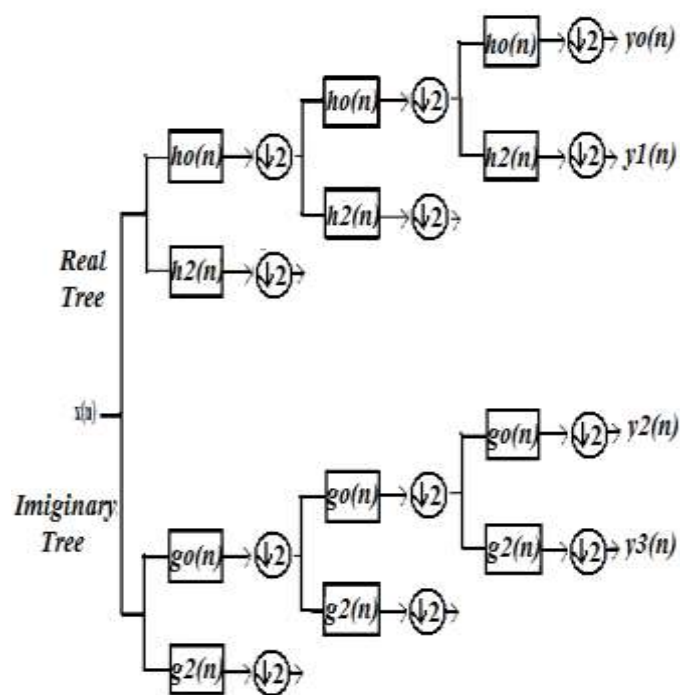 ho(n) ↓2 yo(n)
ho(n) ↓2
ho(n) ↓2 h2(n) ↓2 y1(n)
h2(n) ↓2
Real
Tree
h2(n) ↓2
x(n)
go(n) ↓2 y2(n)
go(n) ↓2
Imiginary
Tree
go(n) ↓2 g2(n) ↓2 y3(n)
g2(n) ↓2
g2(n) ↓2